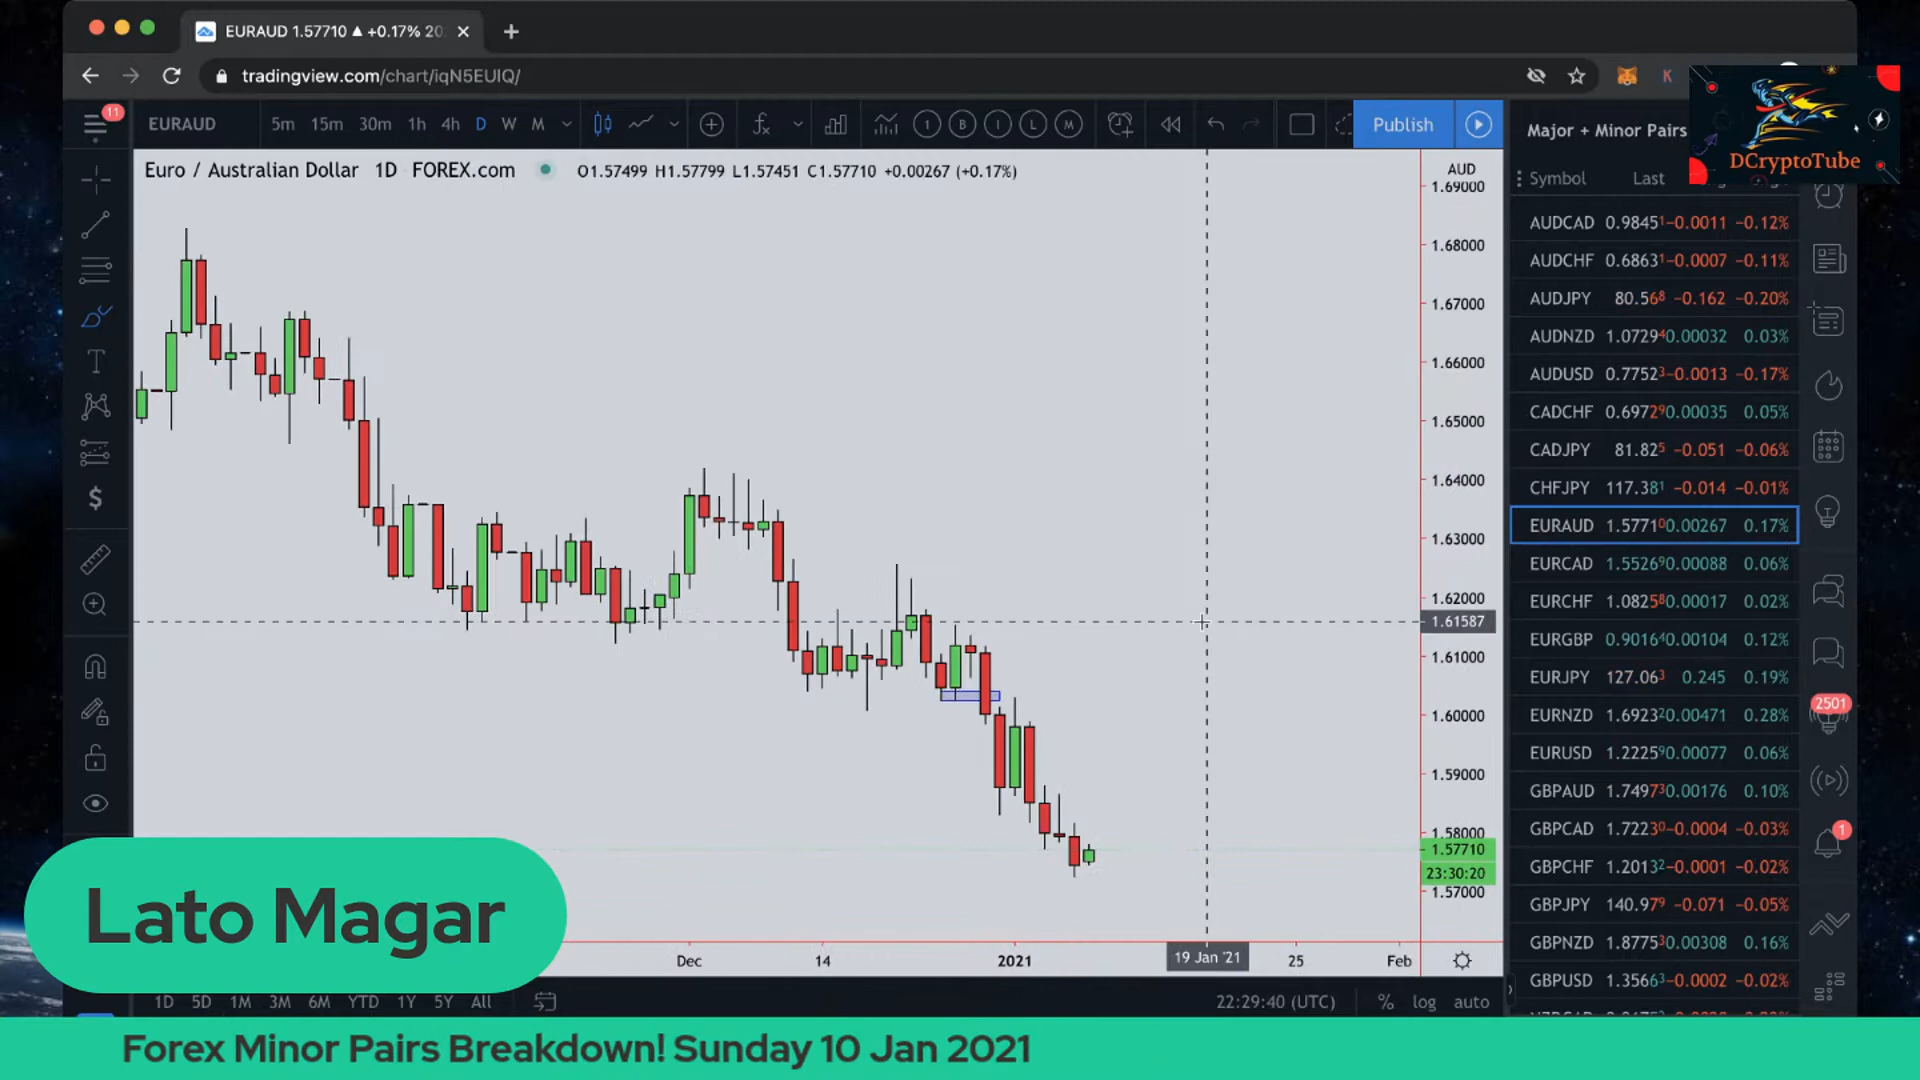 EURAUD 1.57710 ▲ +0.17% 20
tradingview.com/chart/iqN5EUIQ/
K
11
EURAUD 5m 15m 30m 1h 4h D W M 1 B I L M Publish
Major + Minor Pairs
DCryptoTube
Euro / Australian Dollar 1D FOREX.com O1.57499 H1.57799 L1.57451 C1.57710 +0.00267 (+0.17%)
Symbol Last
AUD
1.69000
1.68000
1.67000
1.66000
1.65000
1.64000
1.63000
1.62000
1.61587
1.61000
1.60000
1.59000
1.58000
1.57710
23:30:20
1.57000
AUDCAD 0.98451 -0.0011 -0.12%
AUDCHF 0.68631 -0.0007 -0.11%
AUDJPY 80.568 -0.162 -0.20%
AUDNZD 1.07294 0.00032 0.03%
AUDUSD 0.77523 -0.0013 -0.17%
CADCHF 0.69729 0.00035 0.05%
CADJPY 81.825 -0.051 -0.06%
CHFJPY 117.381 -0.014 -0.01%
EURAUD 1.57710 0.00267 0.17%
EURCAD 1.55269 0.00088 0.06%
EURCHF 1.08258 0.00017 0.02%
EURGBP 0.90164 0.00104 0.12%
EURJPY 127.063 0.245 0.19%
EURNZD 1.69232 0.00471 0.28%
EURUSD 1.22259 0.00077 0.06%
GBPAUD 1.74973 0.00176 0.10%
GBPCAD 1.72230 -0.0004 -0.03%
GBPCHF 1.20132 -0.0001 -0.02%
GBPJPY 140.979 -0.071 -0.05%
GBPNZD 1.87753 0.00308 0.16%
GBPUSD 1.35663 -0.0002 -0.02%
2501
1
Lato Magar
Dec 14 2021 19 Jan '21 25 Feb
1D 5D 1M 3M 6M YTD 1Y 5Y All 22:29:40 (UTC) % log auto
Forex Minor Pairs Breakdown! Sunday 10 Jan 2021